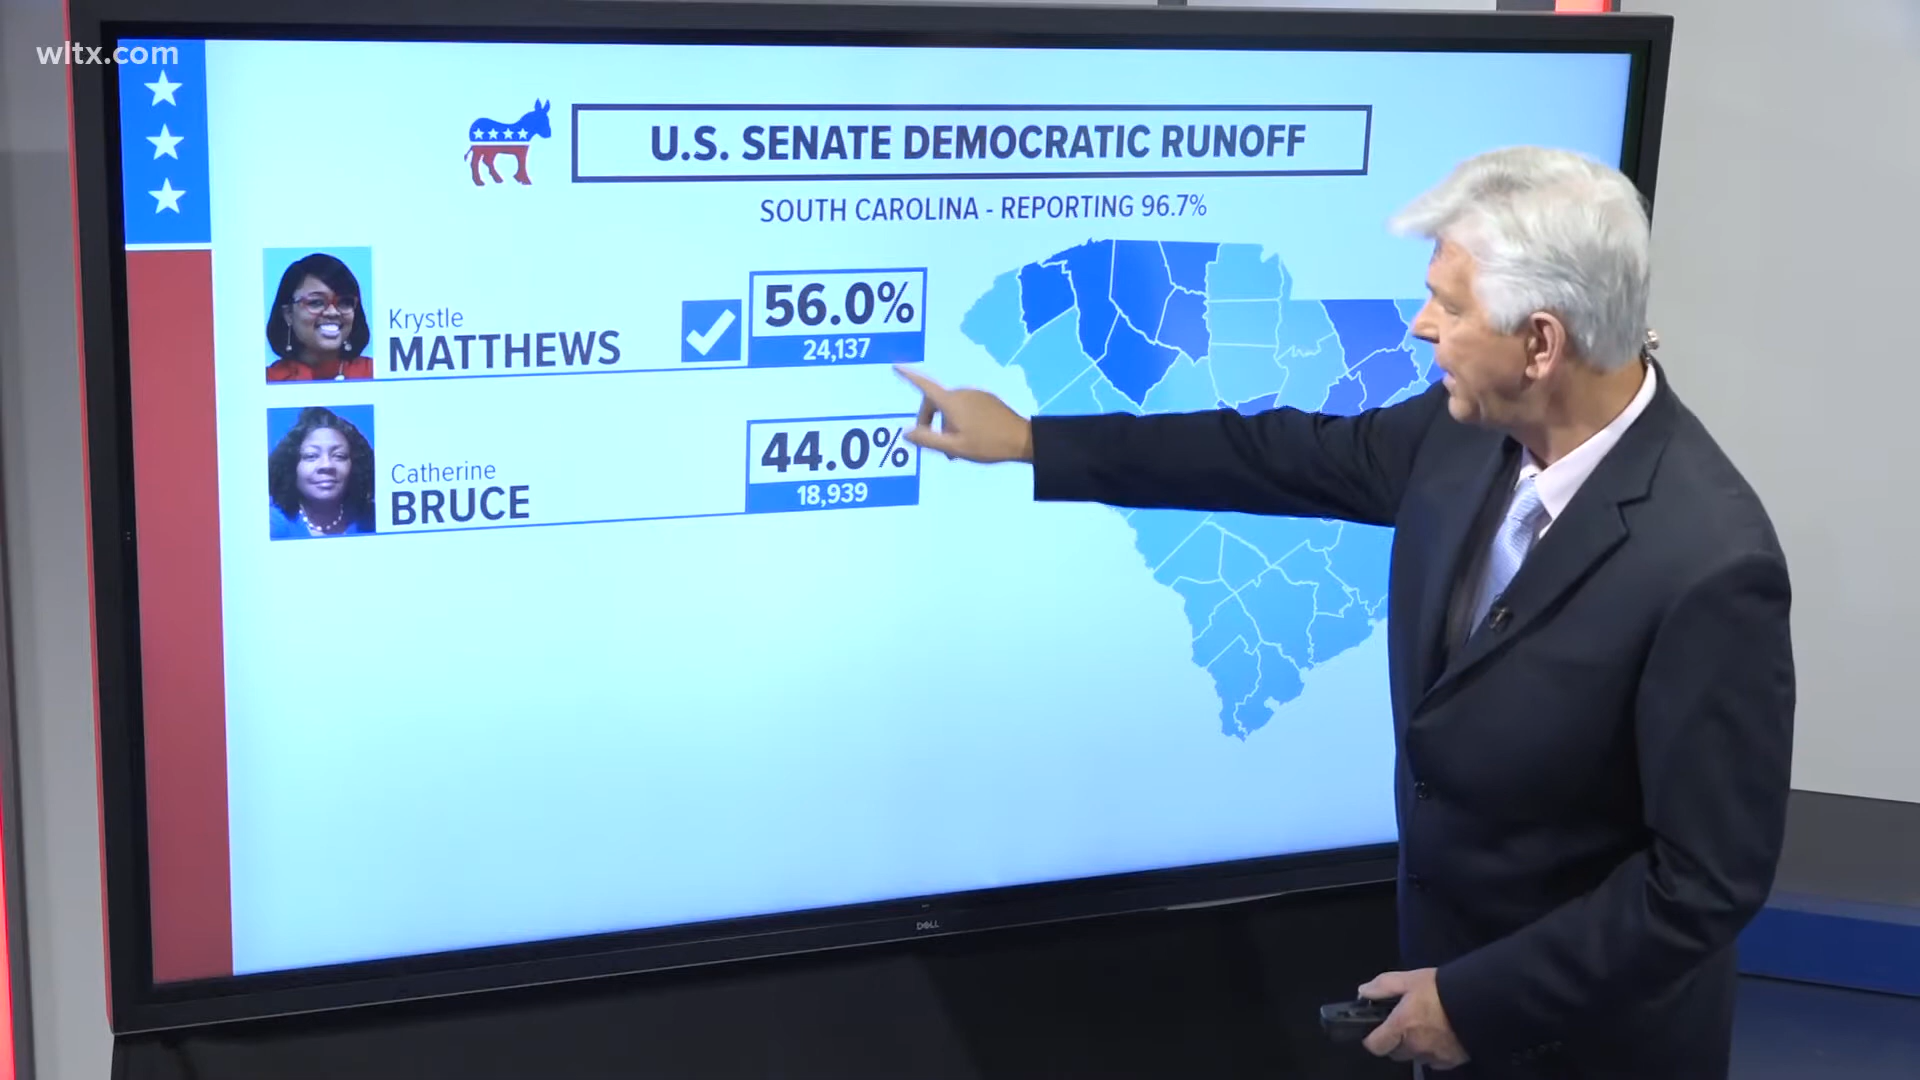 wltx.com
U.S. SENATE DEMOCRATIC RUNOFF
SOUTH CAROLINA - REPORTING 96.7%
Krystle
MATTHEWS
56.0%
24,137
Catherine
BRUCE
44.0%
18,939
DELL